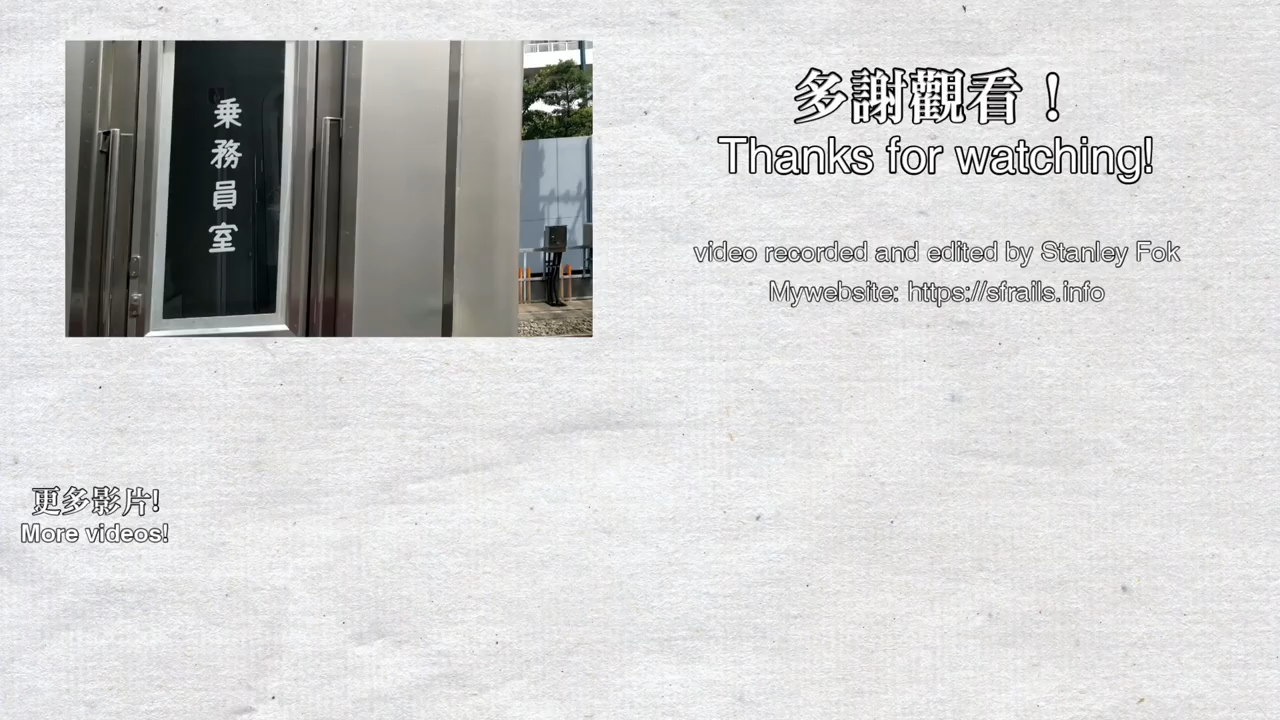 乗務員室
多謝觀看！
Thanks for watching!
video recorded and edited by Stanley Fok
Mywebsite: https://sfrails.info
更多影片!
More videos!